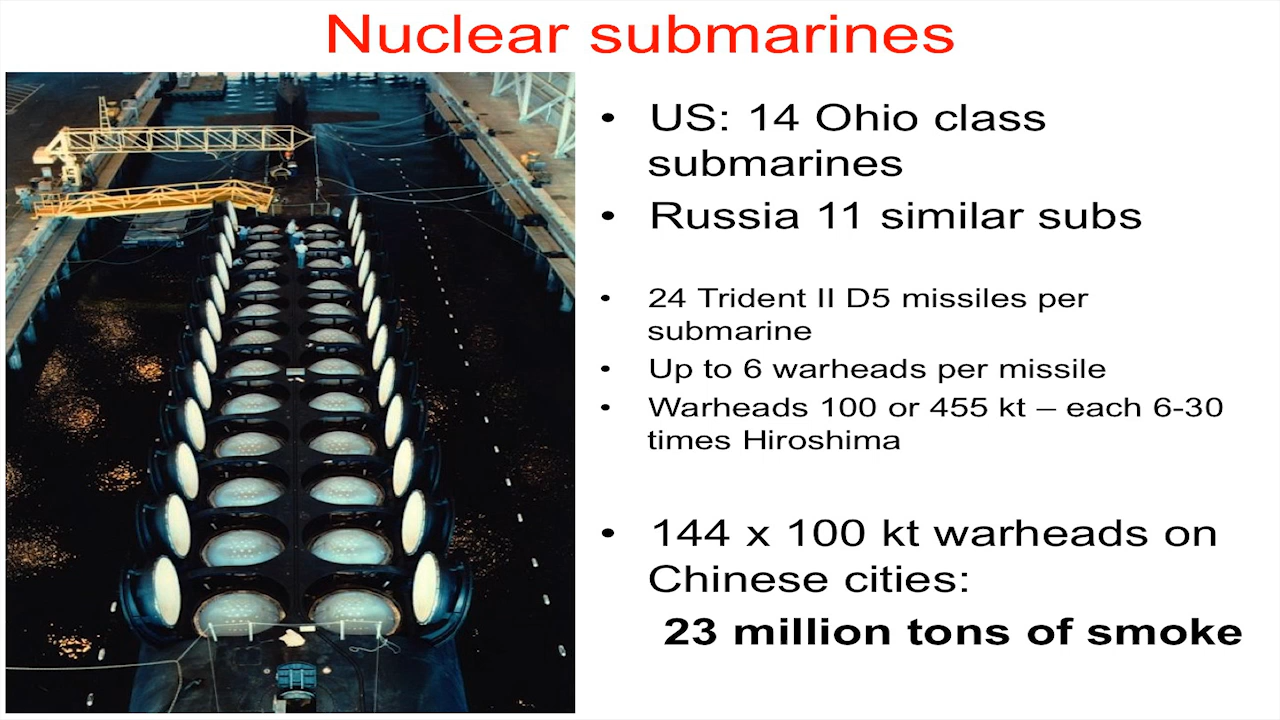 Nuclear submarines
• US: 14 Ohio class
submarines
• Russia 11 similar subs
• 24 Trident II D5 missiles per
submarine
• Up to 6 warheads per missile
• Warheads 100 or 455 kt – each 6-30
times Hiroshima
• 144 x 100 kt warheads on
Chinese cities:
23 million tons of smoke